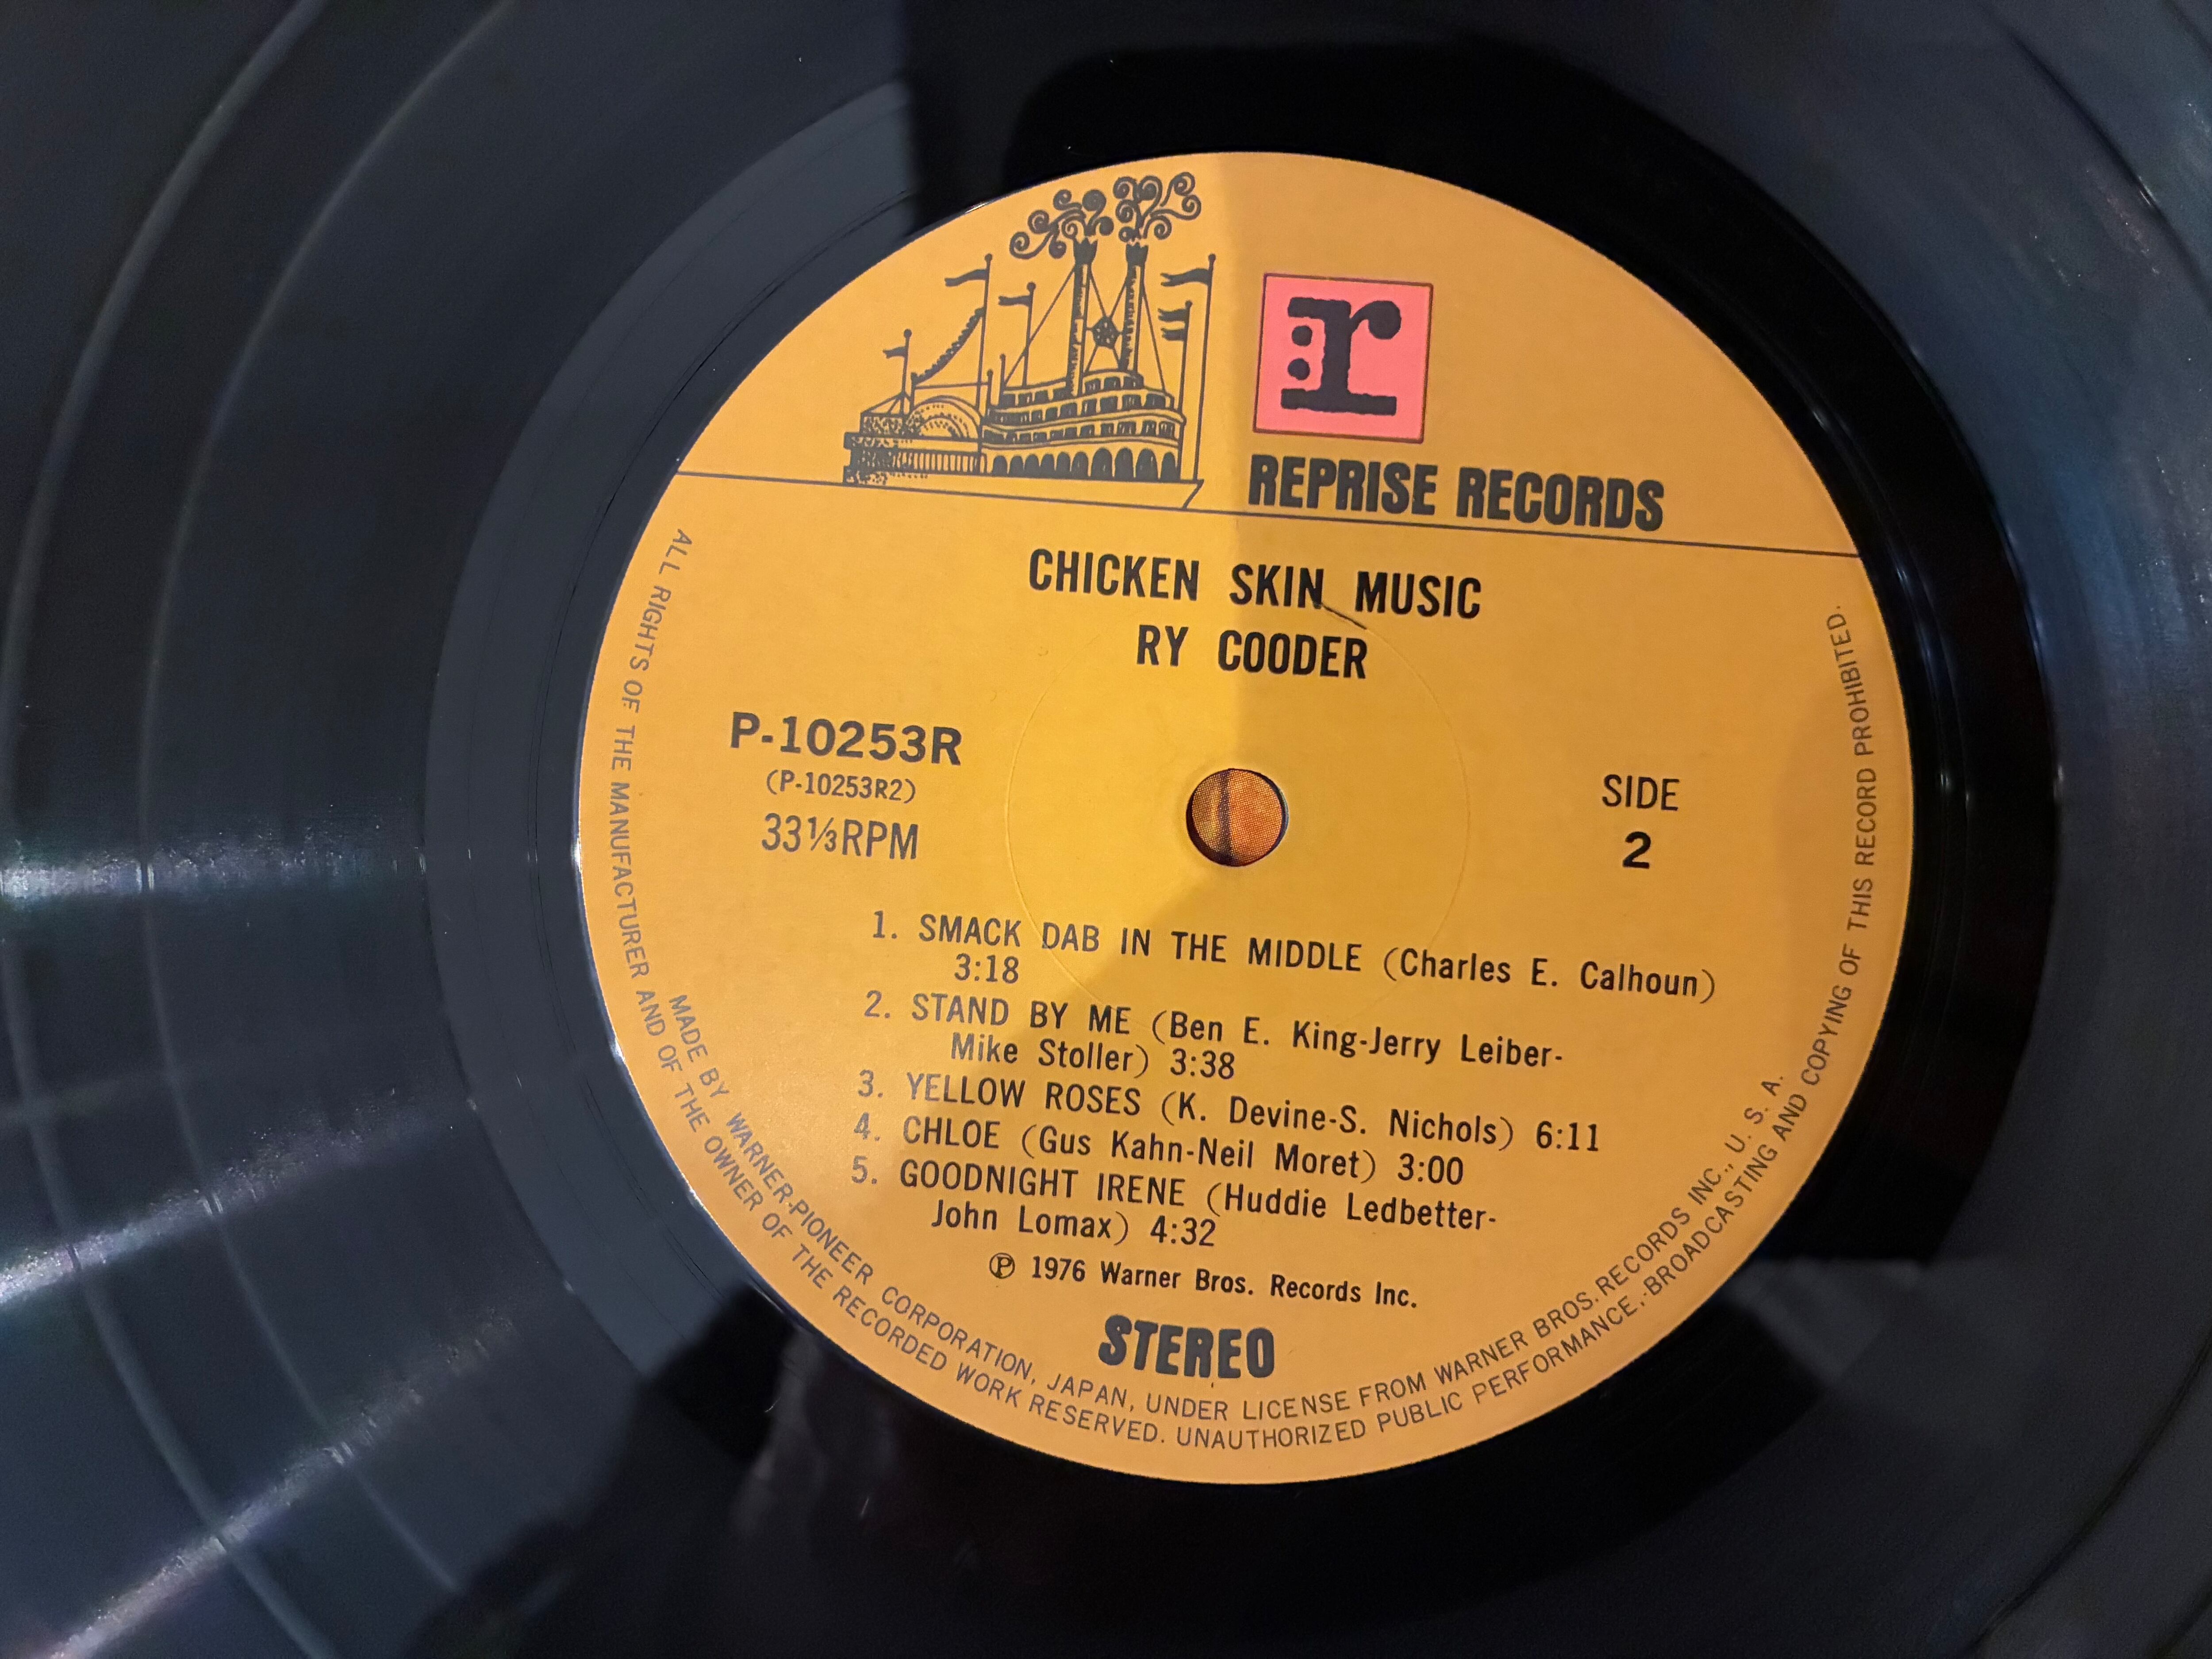 r
REPRISE RECORDS
CHICKEN SKIN MUSIC
RY COODER
P-10253R
(P-10253R2)
33⅓RPM
SIDE
2
1. SMACK DAB IN THE MIDDLE (Charles E. Calhoun)
3:18
2. STAND BY ME (Ben E. King-Jerry Leiber-
Mike Stoller) 3:38
3. YELLOW ROSES (K. Devine-S. Nichols) 6:11
4. CHLOE (Gus Kahn-Neil Moret) 3:00
5. GOODNIGHT IRENE (Huddie Ledbetter-
John Lomax) 4:32
Ⓟ 1976 Warner Bros. Records Inc.
STEREO
MADE BY WARNER-PIONEER CORPORATION, JAPAN, UNDER LICENSE FROM WARNER BROS. RECORDS INC., U. S. A.
ALL RIGHTS OF THE MANUFACTURER AND OF THE OWNER OF THE RECORDED WORK RESERVED. UNAUTHORIZED PUBLIC PERFORMANCE, BROADCASTING AND COPYING OF THIS RECORD PROHIBITED.